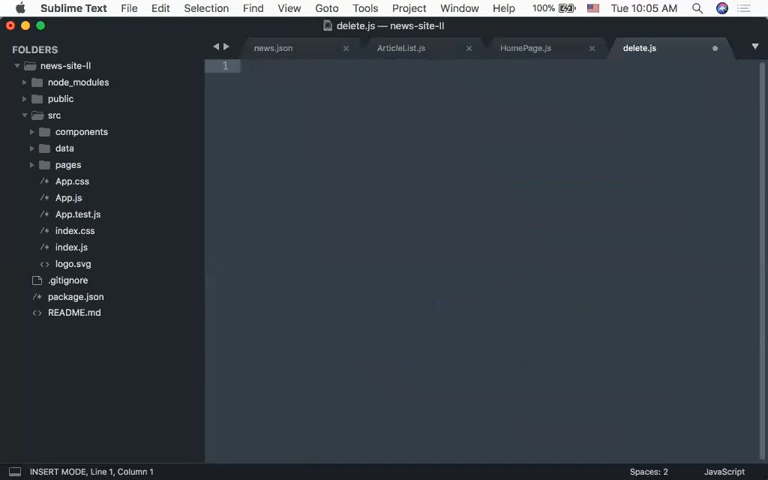 Sublime Text File Edit Selection Find View Goto Tools Project Window Help 100% Tue 10:05 AM
delete.js — news-site-II
FOLDERS
news.json ArticleList.js HomePage.js delete.js
news-site-II
1
node_modules
public
src
components
data
pages
/* App.css
/* App.js
/* App.test.js
/* index.css
/* index.js
<> logo.svg
.gitignore
/* package.json
<> README.md
INSERT MODE, Line 1, Column 1 Spaces: 2 JavaScript